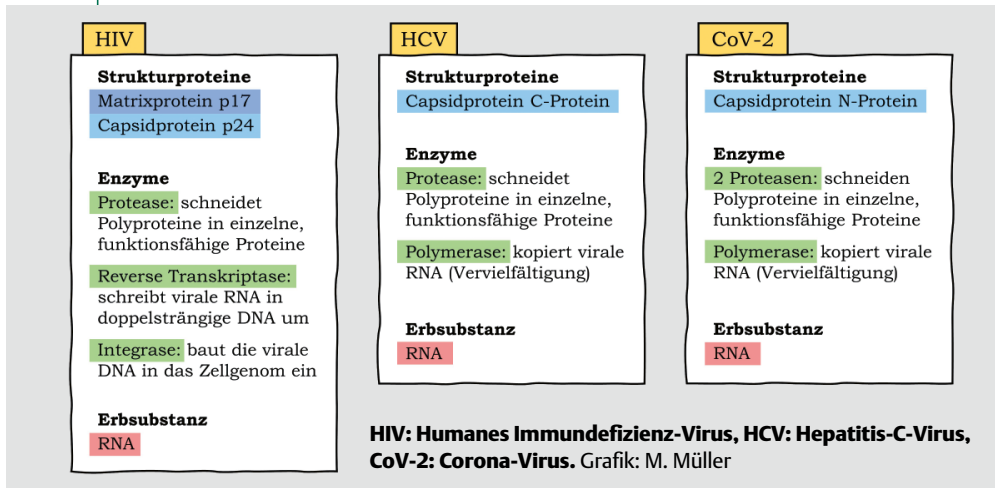 HIV
Strukturproteine
Matrixprotein p17
Capsidprotein p24
Enzyme
Protease: schneidet
Polyproteine in einzelne,
funktionsfähige Proteine
Reverse Transkriptase:
schreibt virale RNA in
doppelsträngige DNA um
Integrase: baut die virale
DNA in das Zellgenom ein
Erbsubstanz
RNA
HCV
Strukturproteine
Capsidprotein C-Protein
Enzyme
Protease: schneidet
Polyproteine in einzelne,
funktionsfähige Proteine
Polymerase: kopiert virale
RNA (Vervielfältigung)
Erbsubstanz
RNA
CoV-2
Strukturproteine
Capsidprotein N-Protein
Enzyme
2 Proteasen: schneiden
Polyproteine in einzelne,
funktionsfähige Proteine
Polymerase: kopiert virale
RNA (Vervielfältigung)
Erbsubstanz
RNA
HIV: Humanes Immundefizienz-Virus, HCV: Hepatitis-C-Virus,
CoV-2: Corona-Virus. Grafik: M. Müller